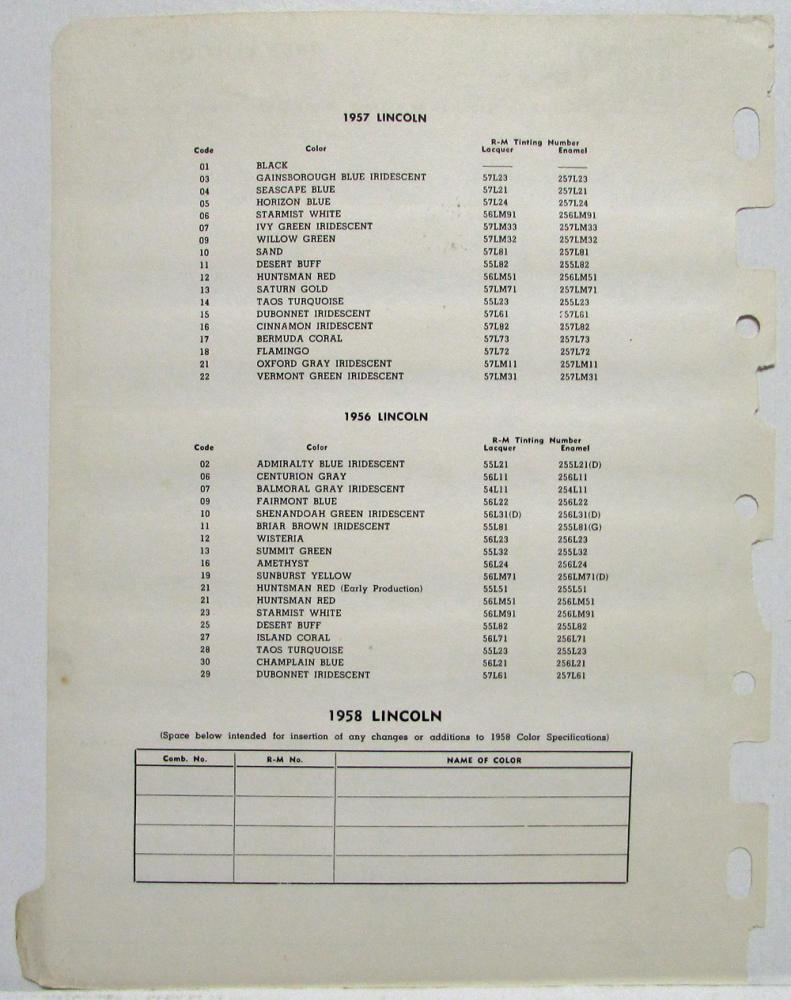 1957 LINCOLN
R-M Tinting Number
Code Color Lacquer Enamel
01 BLACK
03 GAINSBOROUGH BLUE IRIDESCENT 57L23 257L23
04 SEASCAPE BLUE 57L21 257L21
05 HORIZON BLUE 57L24 257L24
06 STARMIST WHITE 56LM91 256LM91
07 IVY GREEN IRIDESCENT 57LM33 257LM33
09 WILLOW GREEN 57LM32 257LM32
10 SAND 57L81 257L81
11 DESERT BUFF 55L82 255L82
12 HUNTSMAN RED 56LM51 256LM51
13 SATURN GOLD 57LM71 257LM71
14 TAOS TURQUOISE 55L23 255L23
15 DUBONNET IRIDESCENT 57L61 257L61
16 CINNAMON IRIDESCENT 57L82 257L82
17 BERMUDA CORAL 57L73 257L73
18 FLAMINGO 57L72 257L72
21 OXFORD GRAY IRIDESCENT 57LM11 257LM11
22 VERMONT GREEN IRIDESCENT 57LM31 257LM31
1956 LINCOLN
R-M Tinting Number
Code Color Lacquer Enamel
02 ADMIRALTY BLUE IRIDESCENT 55L21 255L21(D)
06 CENTURION GRAY 56L11 256L11
07 BALMORAL GRAY IRIDESCENT 54L11 254L11
09 FAIRMONT BLUE 56L22 256L22
10 SHENANDOAH GREEN IRIDESCENT 56L31(D) 256L31(D)
11 BRIAR BROWN IRIDESCENT 55L81 255L81(G)
12 WISTERIA 56L23 256L23
13 SUMMIT GREEN 55L32 255L32
16 AMETHYST 56L24 256L24
19 SUNBURST YELLOW 56LM71 256LM71(D)
21 HUNTSMAN RED (Early Production) 55L51 255L51
21 HUNTSMAN RED 56LM51 256LM51
23 STARMIST WHITE 56LM91 256LM91
25 DESERT BUFF 55L82 255L82
27 ISLAND CORAL 56L71 256L71
28 TAOS TURQUOISE 55L23 255L23
30 CHAMPLAIN BLUE 56L21 256L21
29 DUBONNET IRIDESCENT 57L61 257L61
1958 LINCOLN
(Space below intended for insertion of any changes or additions to 1958 Color Specifications)
Comb. No. R-M No. NAME OF COLOR